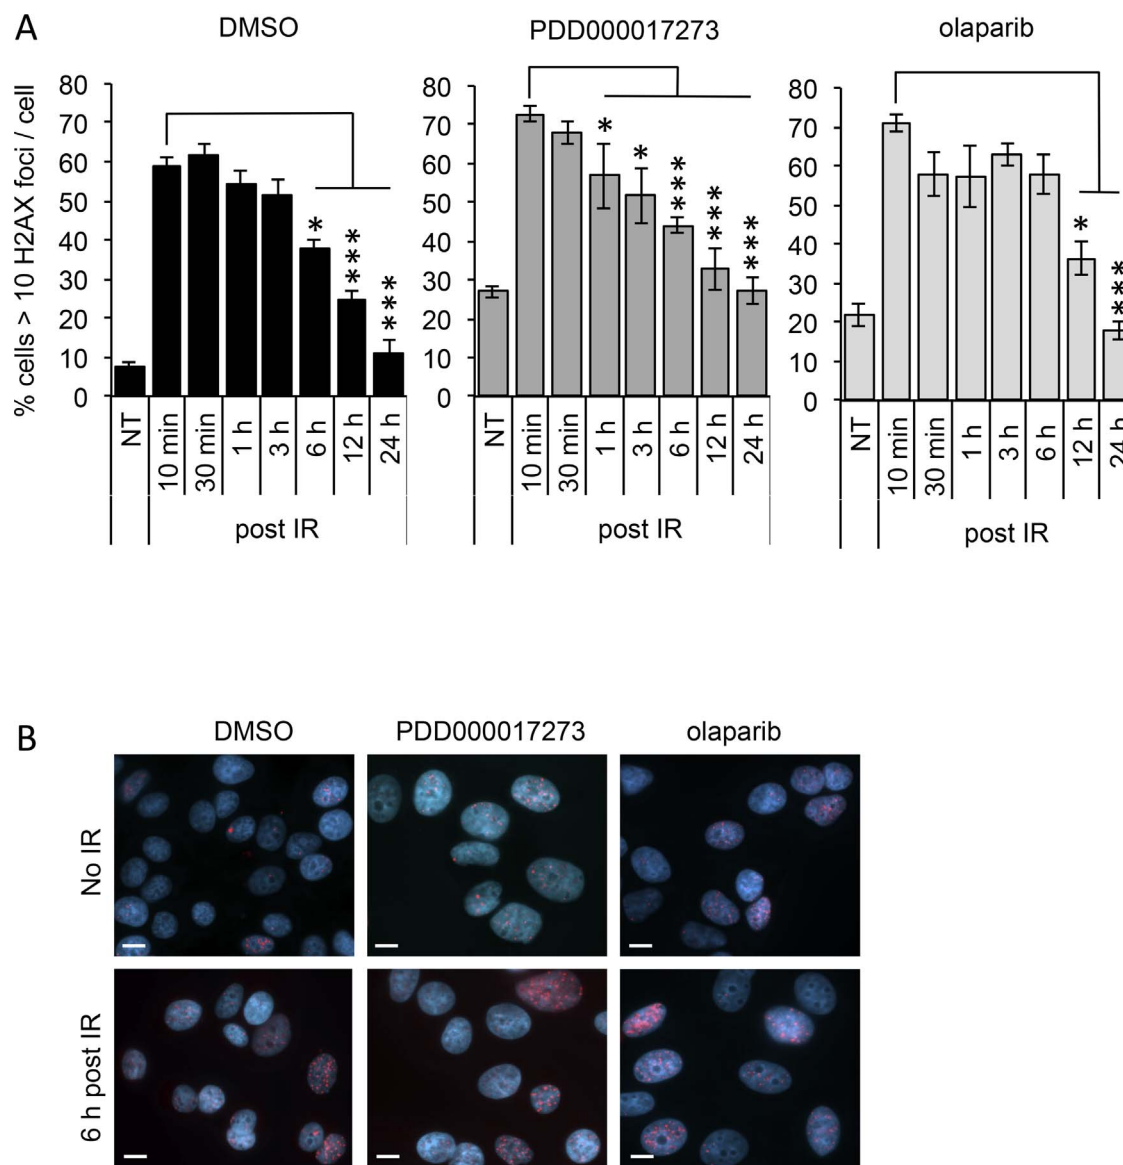 A
DMSO
PDD000017273
olaparib
% cells > 10 H2AX foci / cell
80
70
60
50
40
30
20
10
0
*
***
***
NT
10 min
30 min
1 h
3 h
6 h
12 h
24 h
post IR
80
70
60
50
40
30
20
10
0
*
*
***
***
***
NT
10 min
30 min
1 h
3 h
6 h
12 h
24 h
post IR
80
70
60
50
40
30
20
10
0
*
***
NT
10 min
30 min
1 h
3 h
6 h
12 h
24 h
post IR
B
DMSO
PDD000017273
olaparib
No IR
6 h post IR